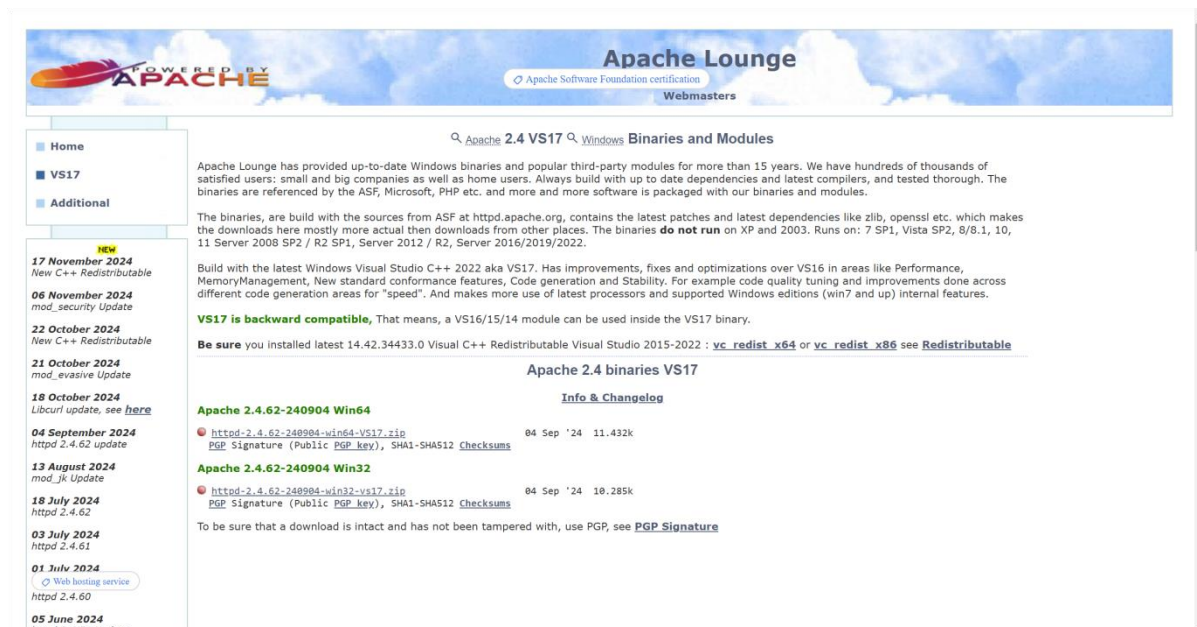 POWERED BY
APACHE
Apache Lounge
Apache Software Foundation certification
Webmasters
Home
VS17
Additional
NEW
17 November 2024
New C++ Redistributable
06 November 2024
mod_security Update
22 October 2024
New C++ Redistributable
21 October 2024
mod_evasive Update
18 October 2024
Libcurl update, see here
04 September 2024
httpd 2.4.62 update
13 August 2024
mod_jk Update
18 July 2024
httpd 2.4.62
03 July 2024
httpd 2.4.61
01 July 2024
Web hosting service
httpd 2.4.60
05 June 2024
Apache 2.4 VS17 Windows Binaries and Modules
Apache Lounge has provided up-to-date Windows binaries and popular third-party modules for more than 15 years. We have hundreds of thousands of
satisfied users: small and big companies as well as home users. Always build with up to date dependencies and latest compilers, and tested thorough. The
binaries are referenced by the ASF, Microsoft, PHP etc. and more and more software is packaged with our binaries and modules.
The binaries, are build with the sources from ASF at httpd.apache.org, contains the latest patches and latest dependencies like zlib, openssl etc. which makes
the downloads here mostly more actual then downloads from other places. The binaries do not run on XP and 2003. Runs on: 7 SP1, Vista SP2, 8/8.1, 10,
11 Server 2008 SP2 / R2 SP1, Server 2012 / R2, Server 2016/2019/2022.
Build with the latest Windows Visual Studio C++ 2022 aka VS17. Has improvements, fixes and optimizations over VS16 in areas like Performance,
MemoryManagement, New standard conformance features, Code generation and Stability. For example code quality tuning and improvements done across
different code generation areas for "speed". And makes more use of latest processors and supported Windows editions (win7 and up) internal features.
VS17 is backward compatible, That means, a VS16/15/14 module can be used inside the VS17 binary.
Be sure you installed latest 14.42.34433.0 Visual C++ Redistributable Visual Studio 2015-2022 : vc_redist_x64 or vc_redist_x86 see Redistributable
Apache 2.4 binaries VS17
Info & Changelog
Apache 2.4.62-240904 Win64
httpd-2.4.62-240904-win64-VS17.zip 04 Sep '24 11.432k
PGP Signature (Public PGP key), SHA1-SHA512 Checksums
Apache 2.4.62-240904 Win32
httpd-2.4.62-240904-win32-vs17.zip 04 Sep '24 10.285k
PGP Signature (Public PGP key), SHA1-SHA512 Checksums
To be sure that a download is intact and has not been tampered with, use PGP, see PGP Signature